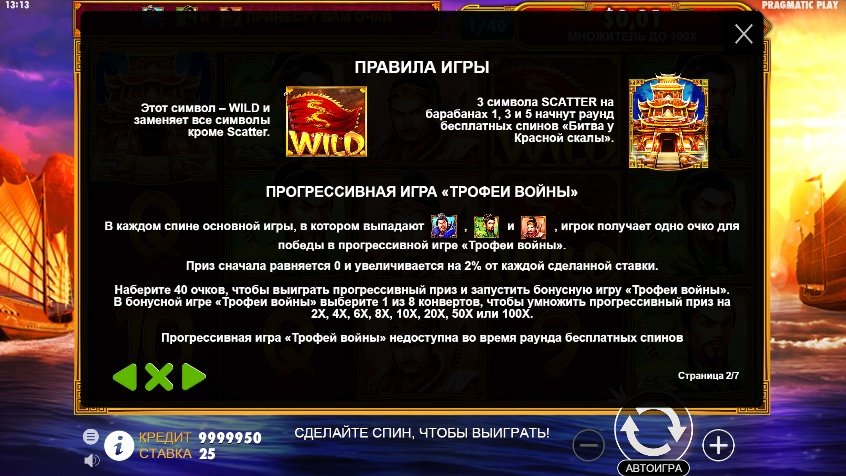 13:13
И
ПРИНЕСУТ ВАМ ОЧКИ
1/40
$0,01
МНОЖИТЕЛЬ ДО 100X
PRAGMATIC PLAY
ПРАВИЛА ИГРЫ
Этот символ – WILD и
заменяет все символы
кроме Scatter.
WILD
3 символа SCATTER на
барабанах 1, 3 и 5 начнут раунд
бесплатных спинов «Битва у
Красной скалы».
ПРОГРЕССИВНАЯ ИГРА «ТРОФЕИ ВОЙНЫ»
В каждом спине основной игры, в котором выпадают , и , игрок получает одно очко для
победы в прогрессивной игре «Трофеи войны».
Приз сначала равняется 0 и увеличивается на 2% от каждой сделанной ставки.
Наберите 40 очков, чтобы выиграть прогрессивный приз и запустить бонусную игру «Трофеи войны».
В бонусной игре «Трофеи войны» выберите 1 из 8 конвертов, чтобы умножить прогрессивный приз на
2X, 4X, 6X, 8X, 10X, 20X, 50X или 100X.
Прогрессивная игра «Трофей войны» недоступна во время раунда бесплатных спинов
Страница 2/7
КРЕДИТ 9999950
СТАВКА 25
СДЕЛАЙТЕ СПИН, ЧТОБЫ ВЫИГРАТЬ!
АВТОИГРА